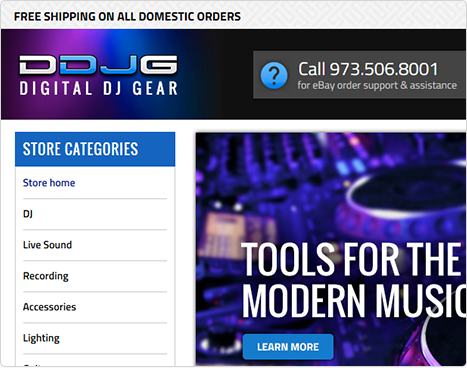 FREE SHIPPING ON ALL DOMESTIC ORDERS
DDJG
DIGITAL DJ GEAR
?
Call 973.506.8001
for eBay order support & assistance
STORE CATEGORIES
Store home
DJ
Live Sound
Recording
Accessories
Lighting
TOOLS FOR THE
MODERN MUSIC
LEARN MORE